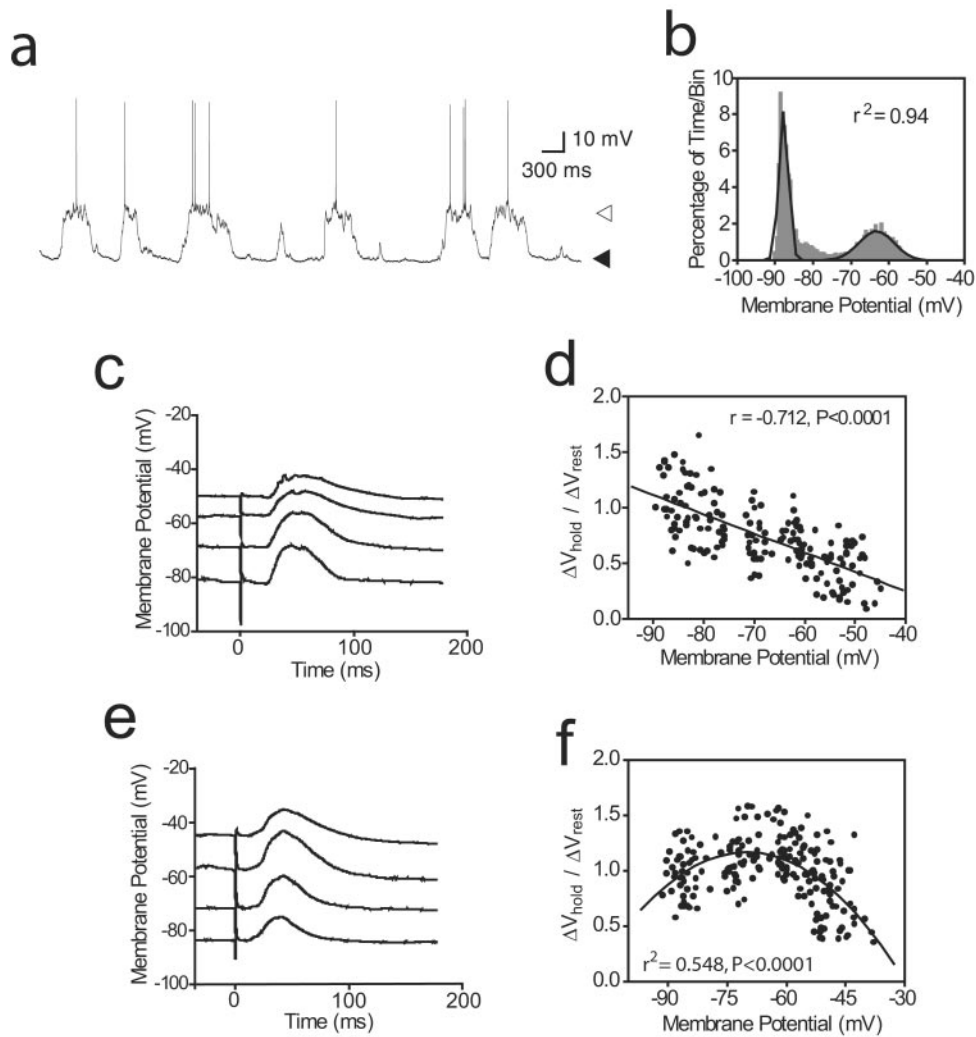 a
10 mV
300 ms
b
Percentage of Time/Bin
10
8
6
4
2
0
r² = 0.94
-100 -90 -80 -70 -60 -50 -40
Membrane Potential (mV)
c
Membrane Potential (mV)
-20
-40
-60
-80
-100
0 100 200
Time (ms)
d
ΔVhold / ΔVrest
2.0
1.5
1.0
0.5
0.0
r = -0.712, P<0.0001
-90 -80 -70 -60 -50 -40
Membrane Potential (mV)
e
Membrane Potential (mV)
-20
-40
-60
-80
-100
0 100 200
Time (ms)
f
ΔVhold / ΔVrest
2.0
1.5
1.0
0.5
0.0
r² = 0.548, P<0.0001
-90 -75 -60 -45 -30
Membrane Potential (mV)